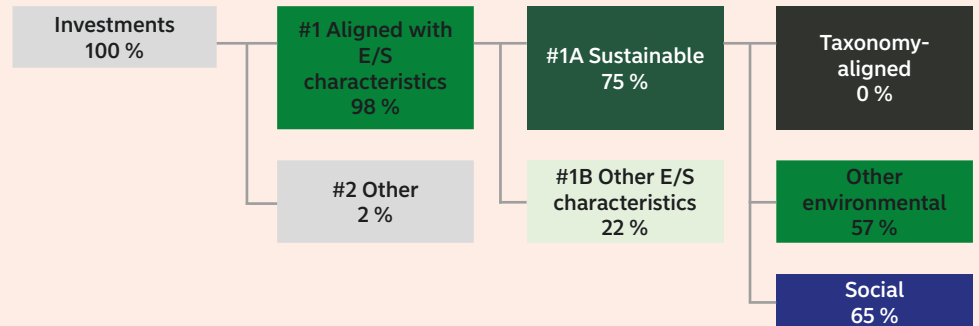 Investments
100 %
#1 Aligned with
E/S
characteristics
98 %
#1A Sustainable
75 %
Taxonomy-
aligned
0 %
#2 Other
2 %
#1B Other E/S
characteristics
22 %
Other
environmental
57 %
Social
65 %